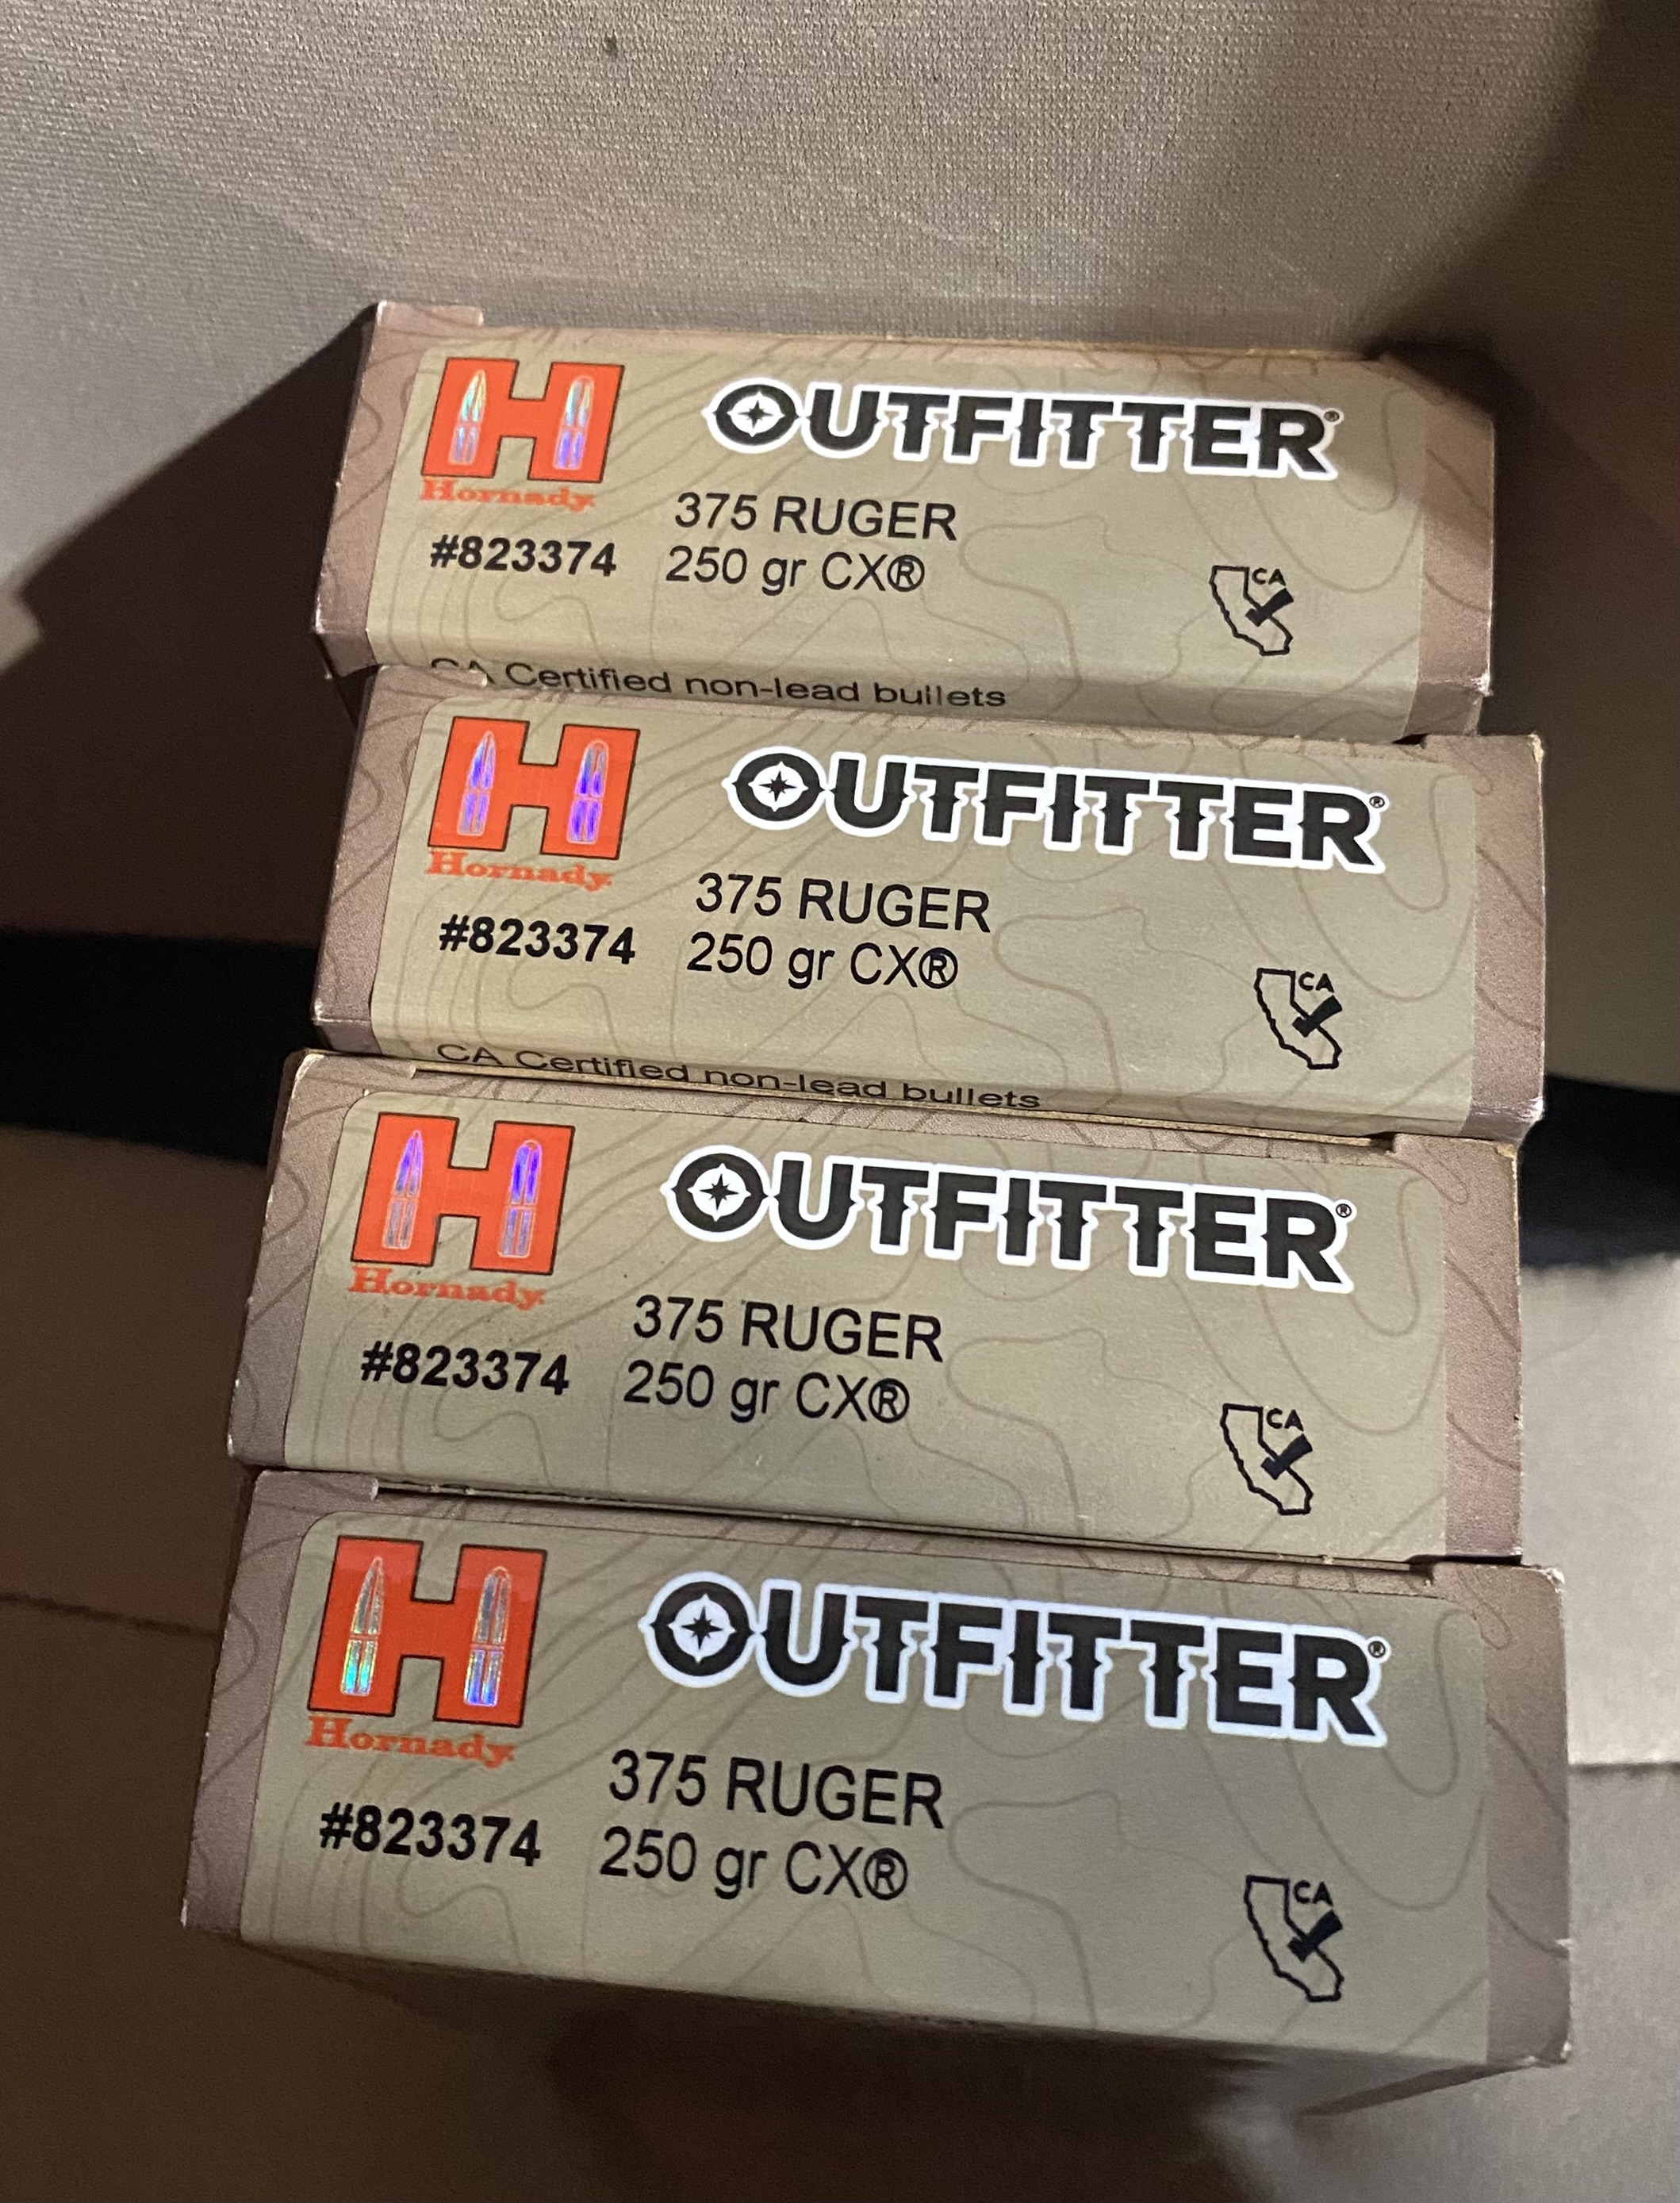 OUTFITTER®
Hornady
375 RUGER
#823374
250 gr CX®
CA
CA Certified non-lead bullets
OUTFITTER®
Hornady
375 RUGER
#823374
250 gr CX®
CA
CA Certified non-lead bullets
OUTFITTER®
Hornady
375 RUGER
#823374
250 gr CX®
CA
OUTFITTER®
Hornady
375 RUGER
#823374
250 gr CX®
CA